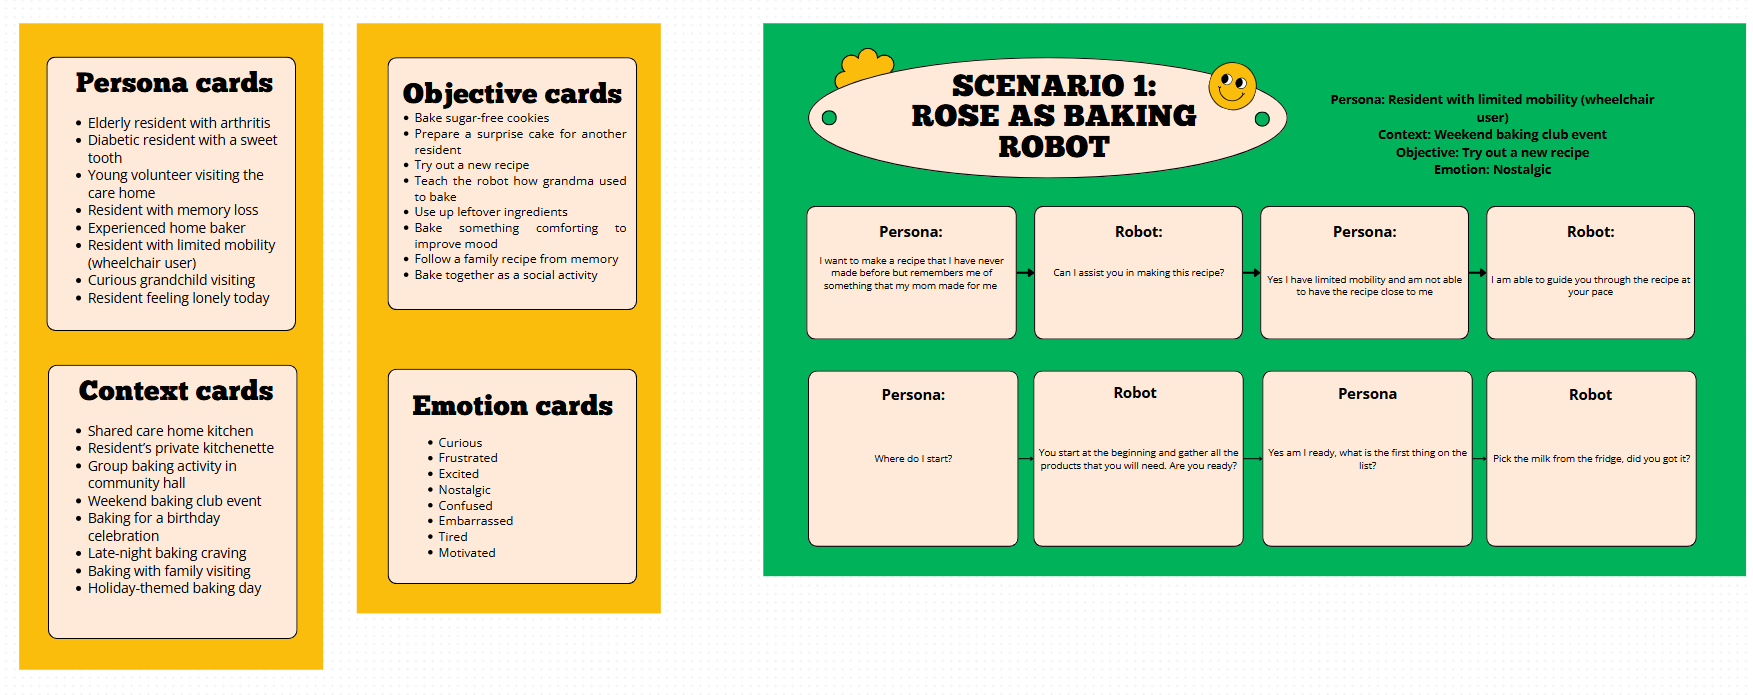 Persona cards
• Elderly resident with arthritis
• Diabetic resident with a sweet
tooth
• Young volunteer visiting the
care home
• Resident with memory loss
• Experienced home baker
• Resident with limited mobility
(wheelchair user)
• Curious grandchild visiting
• Resident feeling lonely today
Context cards
• Shared care home kitchen
• Resident's private kitchenette
• Group baking activity in
community hall
• Weekend baking club event
• Baking for a birthday
celebration
• Late-night baking craving
• Baking with family visiting
• Holiday-themed baking day
Objective cards
• Bake sugar-free cookies
• Prepare a surprise cake for another
resident
• Try out a new recipe
• Teach the robot how grandma used
to bake
• Use up leftover ingredients
• Bake something comforting to
improve mood
• Follow a family recipe from memory
• Bake together as a social activity
Emotion cards
• Curious
• Frustrated
• Excited
• Nostalgic
• Confused
• Embarrassed
• Tired
• Motivated
SCENARIO 1:
ROSE AS BAKING
ROBOT
Persona: Resident with limited mobility (wheelchair
user)
Context: Weekend baking club event
Objective: Try out a new recipe
Emotion: Nostalgic
Persona:
I want to make a recipe that I have never
made before but remembers me of
something that my mom made for me
Robot:
Can I assist you in making this recipe?
Persona:
Yes I have limited mobility and am not able
to have the recipe close to me
Robot:
I am able to guide you through the recipe at
your pace
Persona:
Where do I start?
Robot
You start at the beginning and gather all the
products that you will need. Are you ready?
Persona
Yes am I ready, what is the first thing on the
list?
Robot
Pick the milk from the fridge, did you got it?